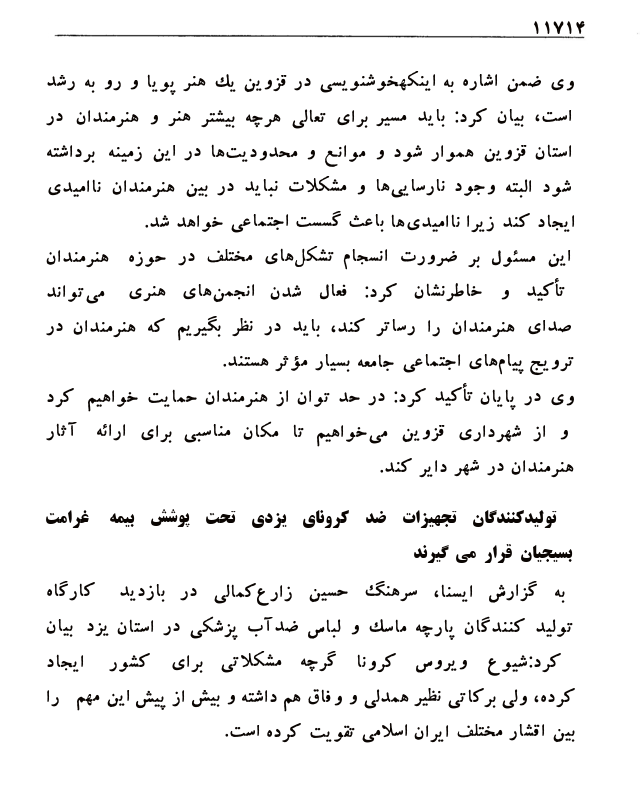 ۱۱۷۱۴
وی ضمن اشاره به اینکهخوشنویسی در قزوین یك هنر پویا و رو به رشد
است، بیان کرد: باید مسیر برای تعالی هرچه بیشتر هنر و هنرمندان در
استان قزوین هموار شود و موانع و محدودیت‌ها در این زمینه برداشته
شود البته وجود نارسایی‌ها و مشکلات نباید در بین هنرمندان ناامیدی
ایجاد کند زیرا ناامیدی‌ها باعث گسست اجتماعی خواهد شد.
این مسئول بر ضرورت انسجام تشکل‌های مختلف در حوزه هنرمندان
تأکید و خاطرنشان کرد: فعال شدن انجمن‌های هنری می‌تواند
صدای هنرمندان را رساتر کند، باید در نظر بگیریم که هنرمندان در
ترویج پیام‌های اجتماعی جامعه بسیار مؤثر هستند.
وی در پایان تأکید کرد: در حد توان از هنرمندان حمایت خواهیم کرد
و از شهرداری قزوین می‌خواهیم تا مکان مناسبی برای ارائه آثار
هنرمندان در شهر دایر کند.
تولیدکنندگان تجهیزات ضد کرونای یزدی تحت پوشش بیمه غرامت
بسیجیان قرار می گیرند
به گزارش ایسنا، سرهنگ حسین زارع‌کمالی در بازدید کارگاه
تولید کنندگان پارچه ماسك و لباس ضدآب پزشکی در استان یزد بیان
کرد:شیوع ویروس کرونا گرچه مشکلاتی برای کشور ایجاد
کرده، ولی برکاتی نظیر همدلی و وفاق هم داشته و بیش از پیش این مهم را
بین اقشار مختلف ایران اسلامی تقویت کرده است.